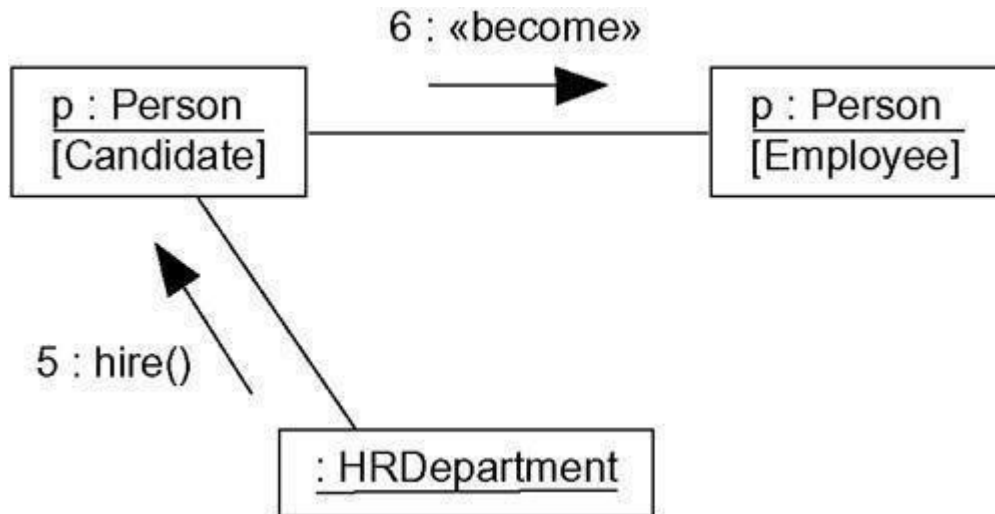 6 : «become»
p : Person
[Candidate]
p : Person
[Employee]
5 : hire()
: HRDepartment